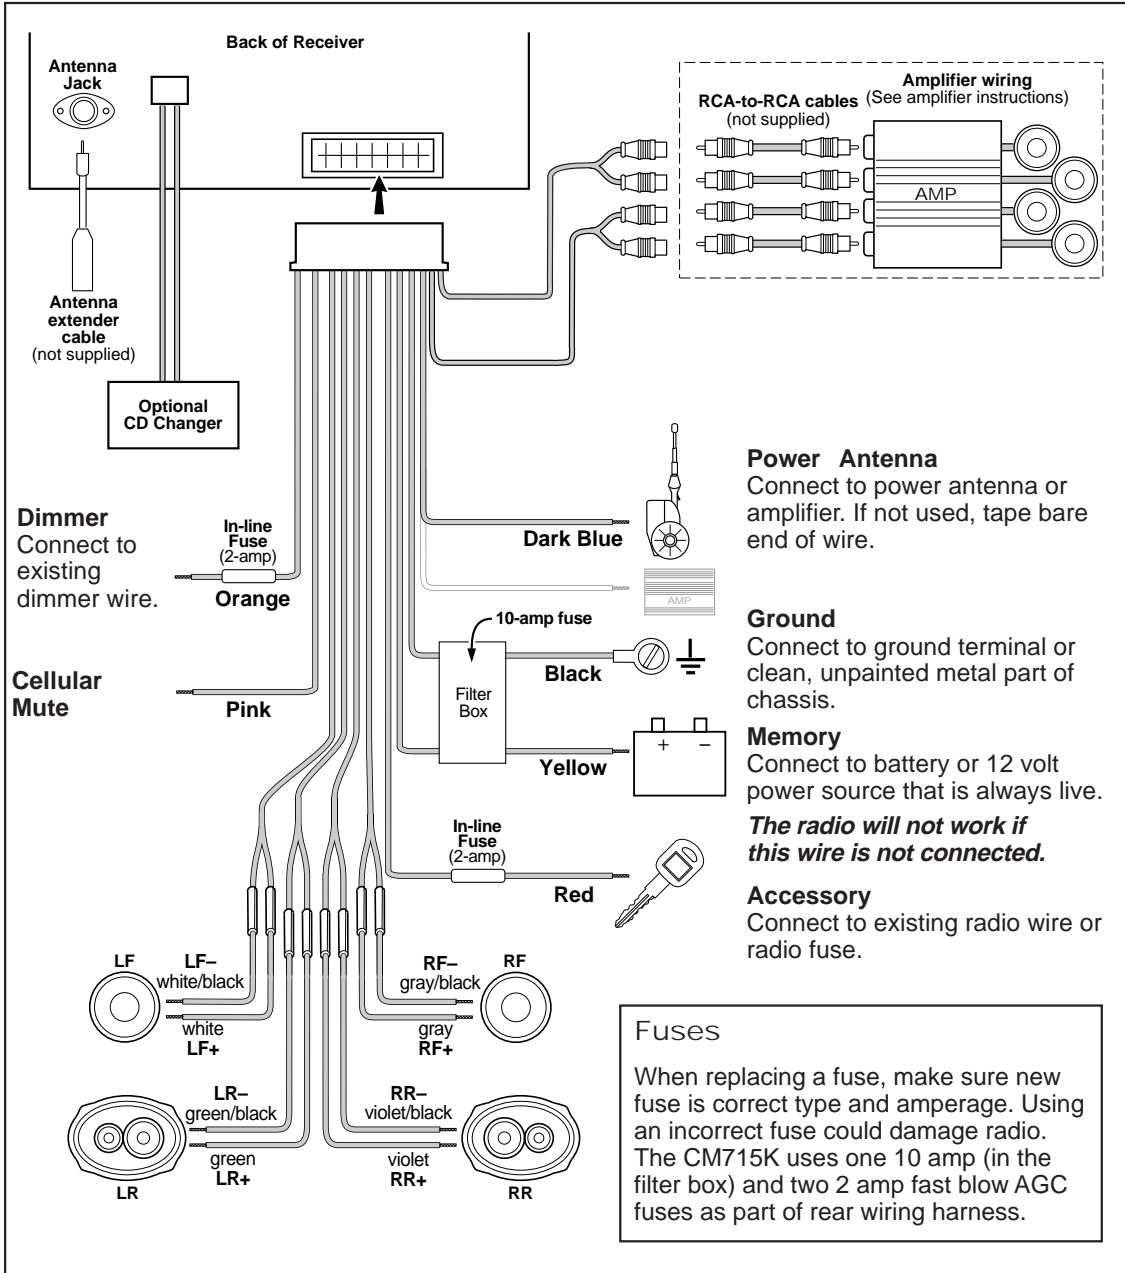 Back of Receiver
Antenna
Jack
Antenna
extender
cable
(not supplied)
Optional
CD Changer
RCA-to-RCA cables
(not supplied)
Amplifier wiring
(See amplifier instructions)
AMP
Dimmer
Connect to
existing
dimmer wire.
In-line
Fuse
(2-amp)
Orange
Cellular
Mute
Pink
Dark Blue
AMP
Power Antenna
Connect to power antenna or
amplifier. If not used, tape bare
end of wire.
10-amp fuse
Filter
Box
Black
Ground
Connect to ground terminal or
clean, unpainted metal part of
chassis.
Yellow
+ –
Memory
Connect to battery or 12 volt
power source that is always live.
The radio will not work if
this wire is not connected.
In-line
Fuse
(2-amp)
Red
Accessory
Connect to existing radio wire or
radio fuse.
LF
LF–
white/black
white
LF+
RF–
gray/black
gray
RF+
RF
LR–
green/black
green
LR+
LR
RR–
violet/black
violet
RR+
RR
Fuses
When replacing a fuse, make sure new
fuse is correct type and amperage. Using
an incorrect fuse could damage radio.
The CM715K uses one 10 amp (in the
filter box) and two 2 amp fast blow AGC
fuses as part of rear wiring harness.